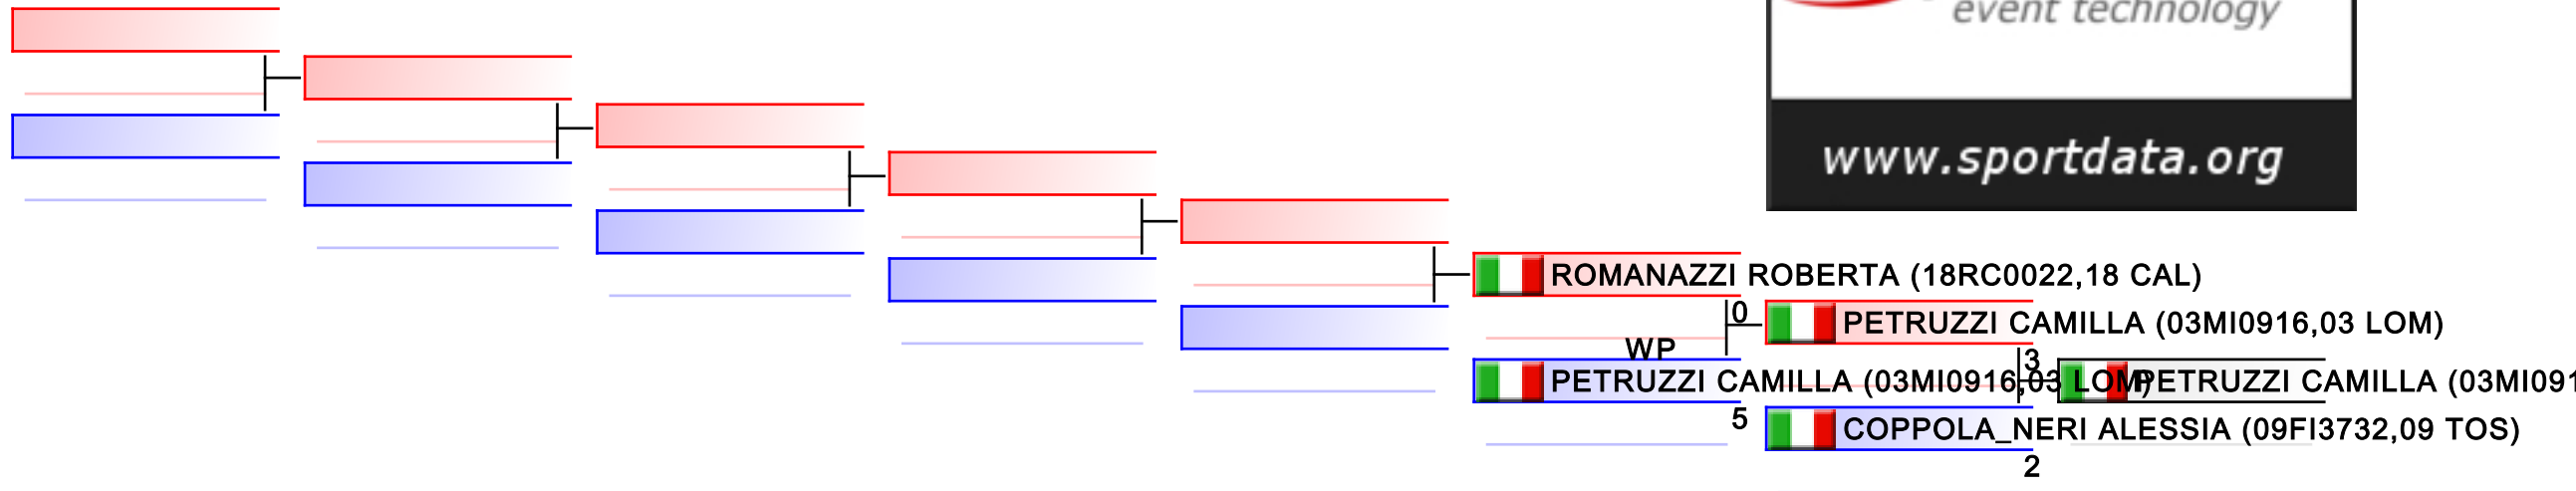 event technology
www.sportdata.org
ROMANAZZI ROBERTA (18RC0022,18 CAL)
0
PETRUZZI CAMILLA (03MI0916,03 LOM)
WP
3
PETRUZZI CAMILLA (03MI0916,03 LOM)
PETRUZZI CAMILLA (03MI091
5
COPPOLA_NERI ALESSIA (09FI3732,09 TOS)
2